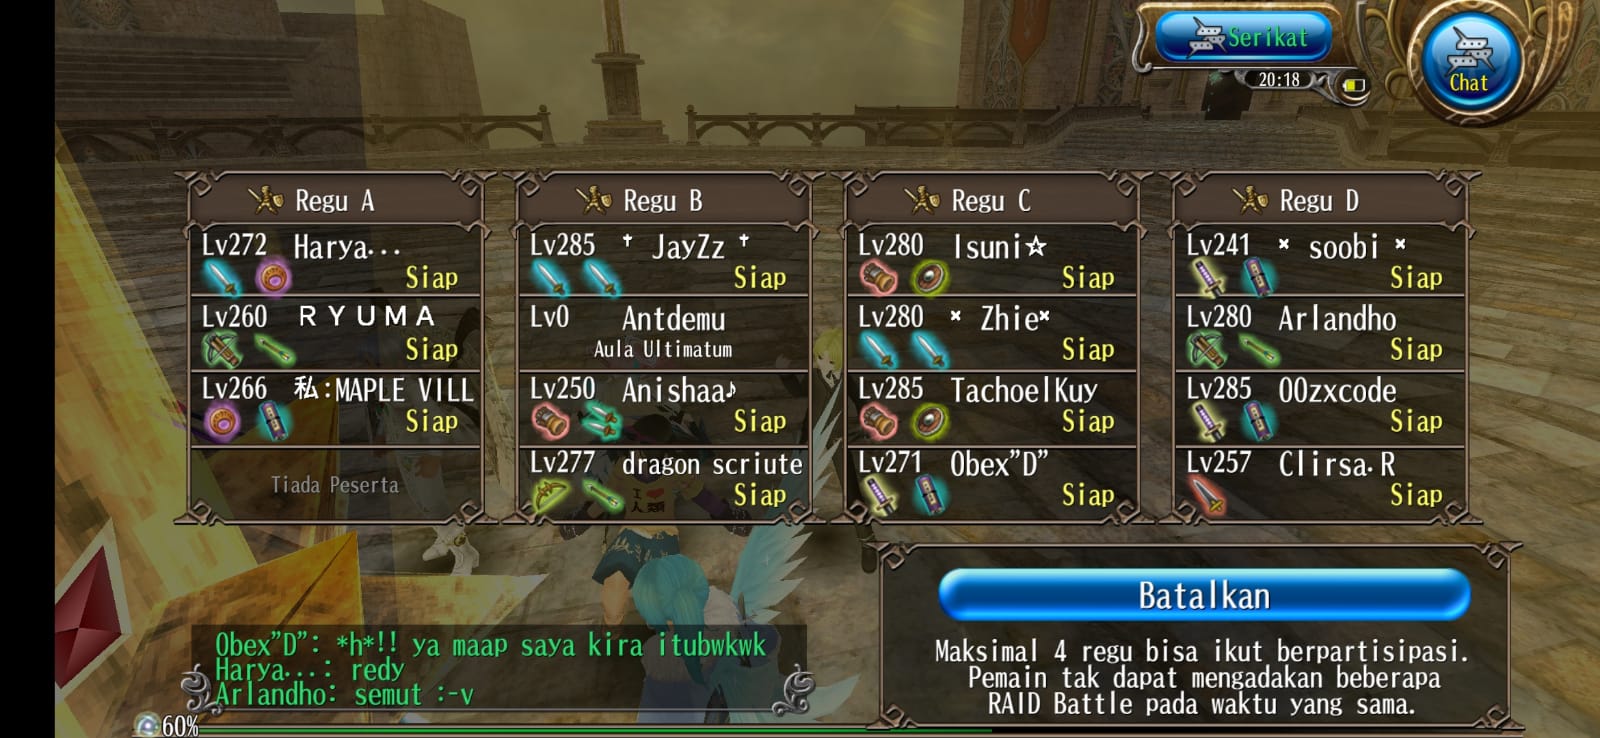 Serikat
20:18
Chat
Regu A
Lv272 Harya...
Siap
Lv260 RYUMA
Siap
Lv266 私:MAPLE VILL
Siap
Tiada Peserta
Regu B
Lv285 † JayZz †
Siap
Lv0 Antdemu
Aula Ultimatum
Lv250 Anishaa♪
Siap
Lv277 dragon scriute
Siap
Regu C
Lv280 Isuni☆
Siap
Lv280 × Zhie×
Siap
Lv285 TachoelKuy
Siap
Lv271 Obex"D"
Siap
Regu D
Lv241 × soobi ×
Siap
Lv280 Arlandho
Siap
Lv285 00zxcode
Siap
Lv257 Clirsa.R
Siap
I ❤
人類
Batalkan
Maksimal 4 regu bisa ikut berpartisipasi.
Pemain tak dapat mengadakan beberapa
RAID Battle pada waktu yang sama.
Obex"D": *h*!! ya maap saya kira itubwkwk
Harya...: redy
Arlandho: semut :-v
60%